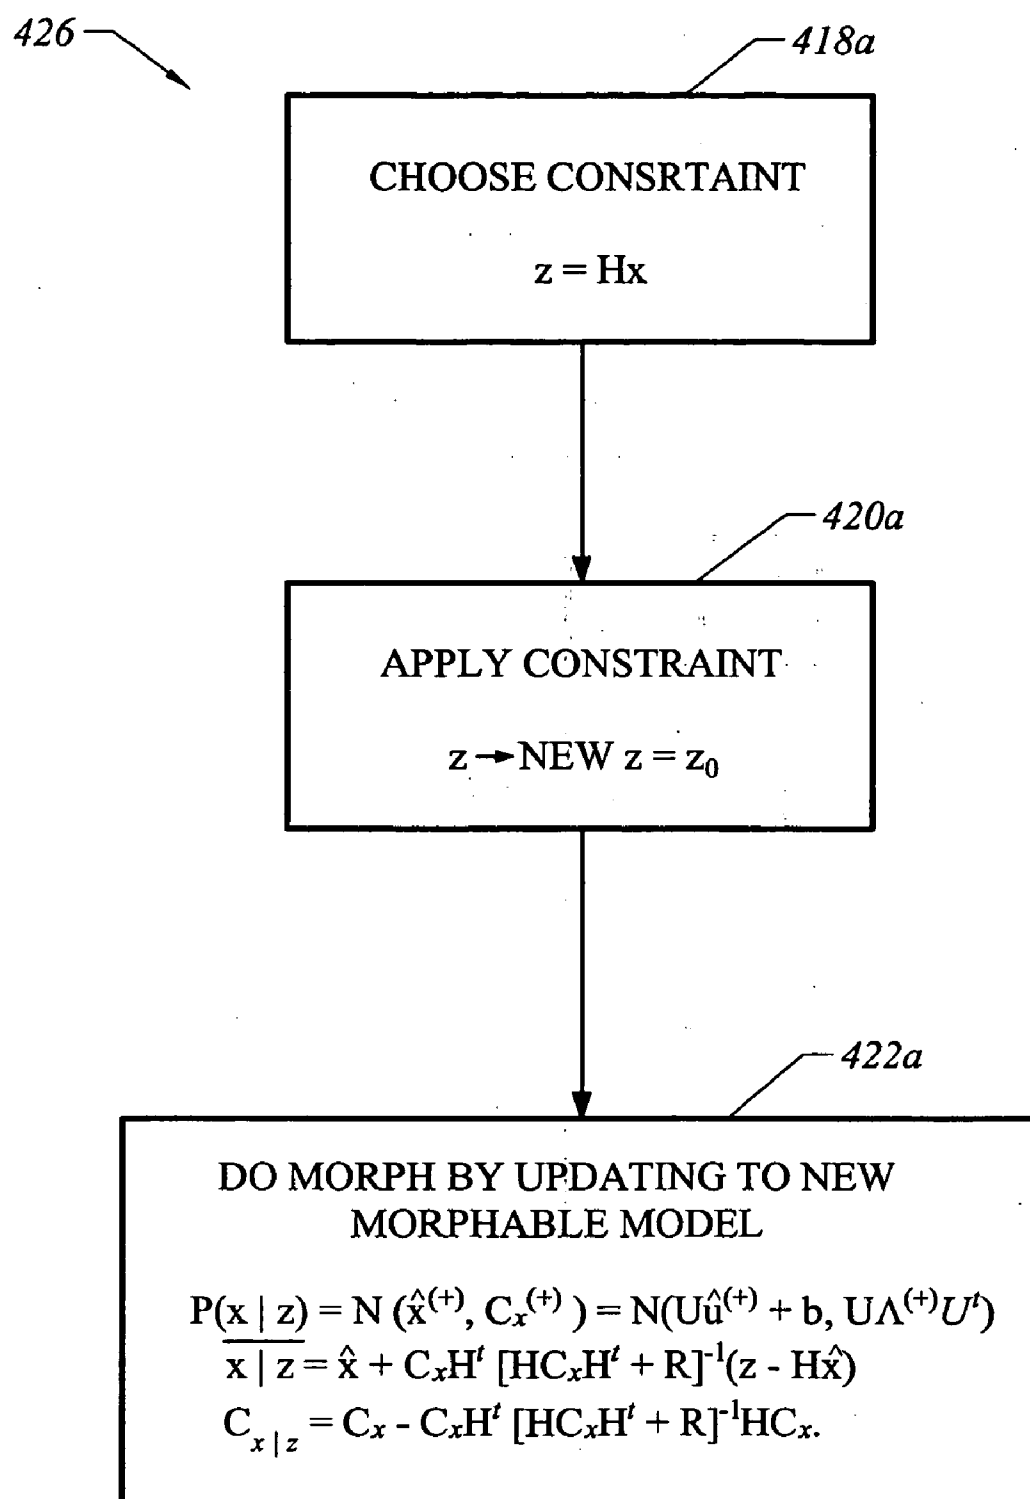 426
418a
CHOOSE CONSRTAINT
z = Hx
420a
APPLY CONSTRAINT
z → NEW z = z₀
422a
DO MORPH BY UPDATING TO NEW
MORPHABLE MODEL
P(x | z) = N (x̂⁽⁺⁾, Cₓ⁽⁺⁾ ) = N(Uû⁽⁺⁾ + b, UΛ⁽⁺⁾Uᵗ)
x̅ ̅|̅ ̅z̅ = x̂ + CₓHᵗ [HCₓHᵗ + R]⁻¹(z - Hx̂)
C_{x | z} = Cₓ - CₓHᵗ [HCₓHᵗ + R]⁻¹HCₓ.